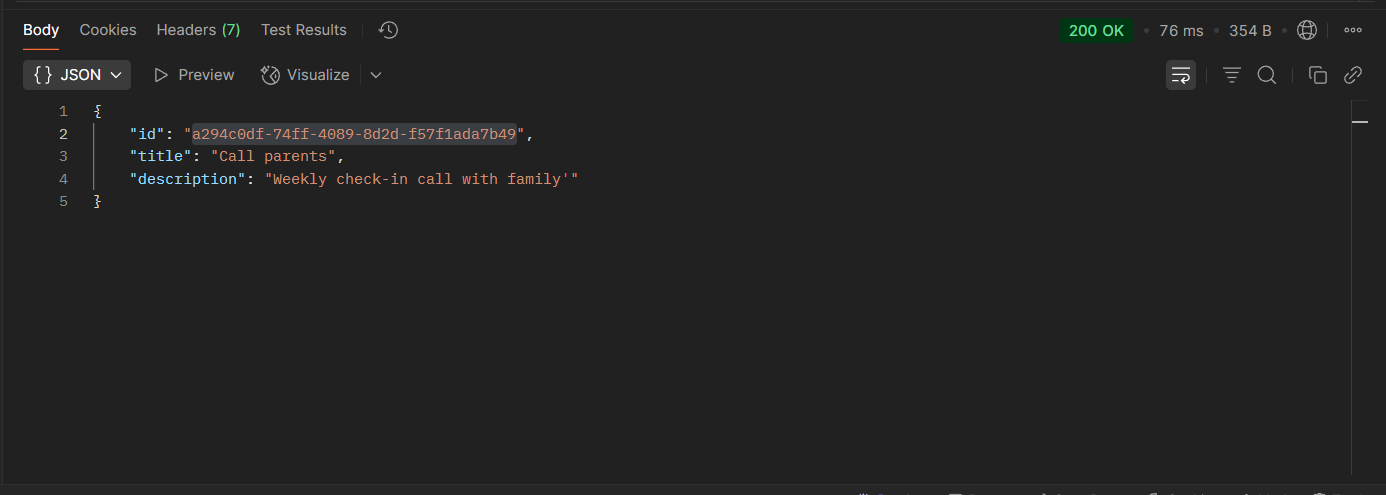 Body Cookies Headers (7) Test Results 200 OK • 76 ms • 354 B •
{} JSON Preview Visualize
1 {
2 "id": "a294c0df-74ff-4089-8d2d-f57f1ada7b49",
3 "title": "Call parents",
4 "description": "Weekly check-in call with family'"
5 }